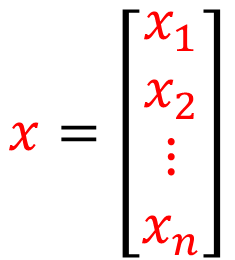 x = [x₁
x₂
⋮
xₙ]